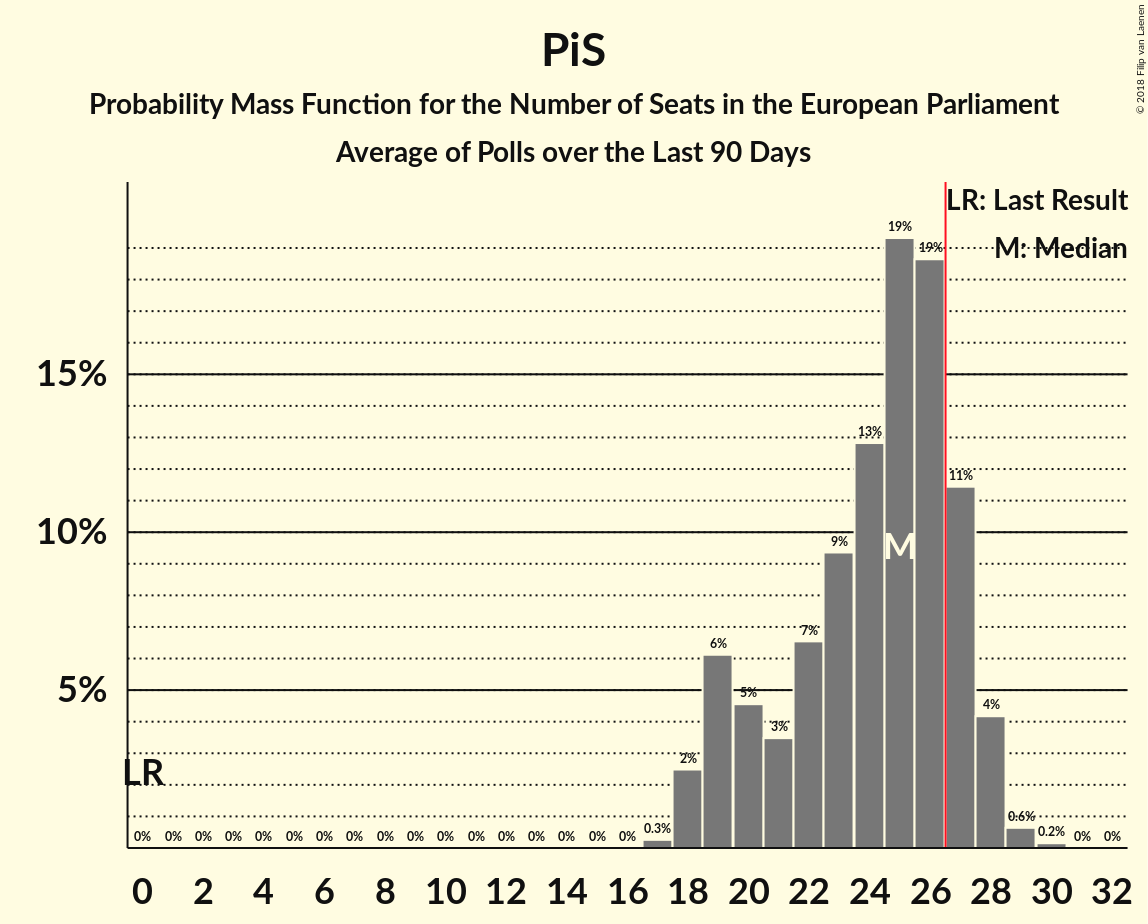 PiS
Probability Mass Function for the Number of Seats in the European Parliament
Average of Polls over the Last 90 Days
© 2018 Filip van Laenen
LR: Last Result
M: Median
15%
10%
5%
LR
M
0% 0% 0% 0% 0% 0% 0% 0% 0% 0% 0% 0% 0% 0% 0% 0% 0% 0.3% 2% 6% 5% 3% 7% 9% 13% 19% 19% 11% 4% 0.6% 0.2% 0% 0%
0 2 4 6 8 10 12 14 16 18 20 22 24 26 28 30 32